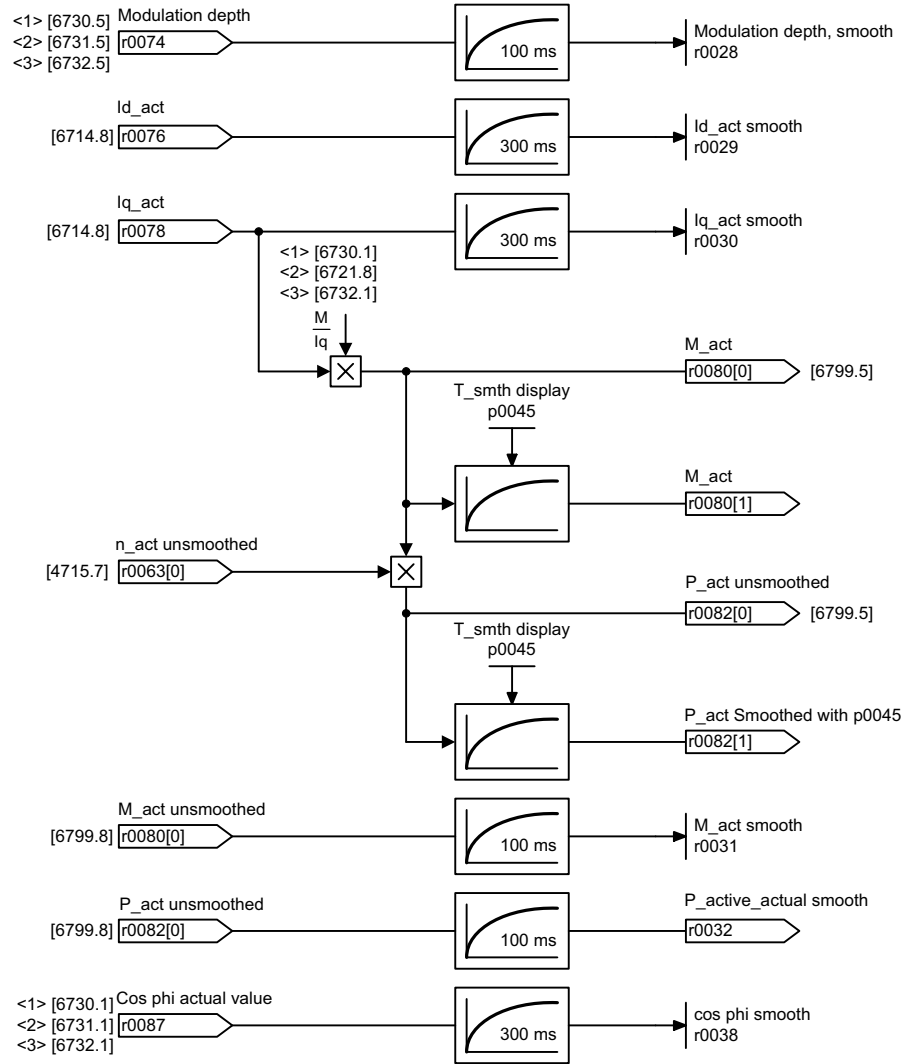 <1> [6730.5]
Modulation depth
<2> [6731.5]
r0074
<3> [6732.5]
100 ms
Modulation depth, smooth
r0028
Id_act
[6714.8]
r0076
300 ms
Id_act smooth
r0029
Iq_act
[6714.8]
r0078
300 ms
Iq_act smooth
r0030
<1> [6730.1]
<2> [6721.8]
<3> [6732.1]
M
Iq
M_act
r0080[0]
[6799.5]
T_smth display
p0045
M_act
r0080[1]
n_act unsmoothed
[4715.7]
r0063[0]
P_act unsmoothed
r0082[0]
[6799.5]
T_smth display
p0045
P_act Smoothed with p0045
r0082[1]
M_act unsmoothed
[6799.8]
r0080[0]
100 ms
M_act smooth
r0031
P_act unsmoothed
[6799.8]
r0082[0]
100 ms
P_active_actual smooth
r0032
<1> [6730.1]
Cos phi actual value
<2> [6731.1]
r0087
<3> [6732.1]
300 ms
cos phi smooth
r0038